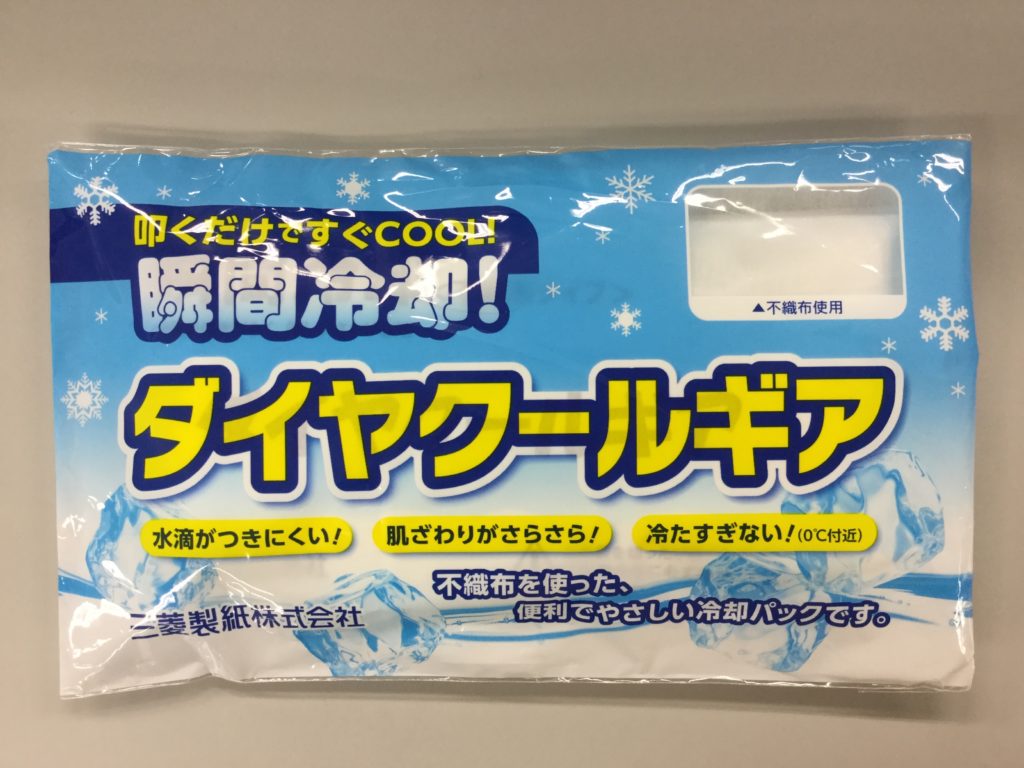 叩くだけですぐCOOL!
瞬間冷却!
▲不織布使用
ダイヤクールギア
水滴がつきにくい!
肌ざわりがさらさら!
冷たすぎない!(0℃付近)
不織布を使った、
便利でやさしい冷却パックです。
三菱製紙株式会社